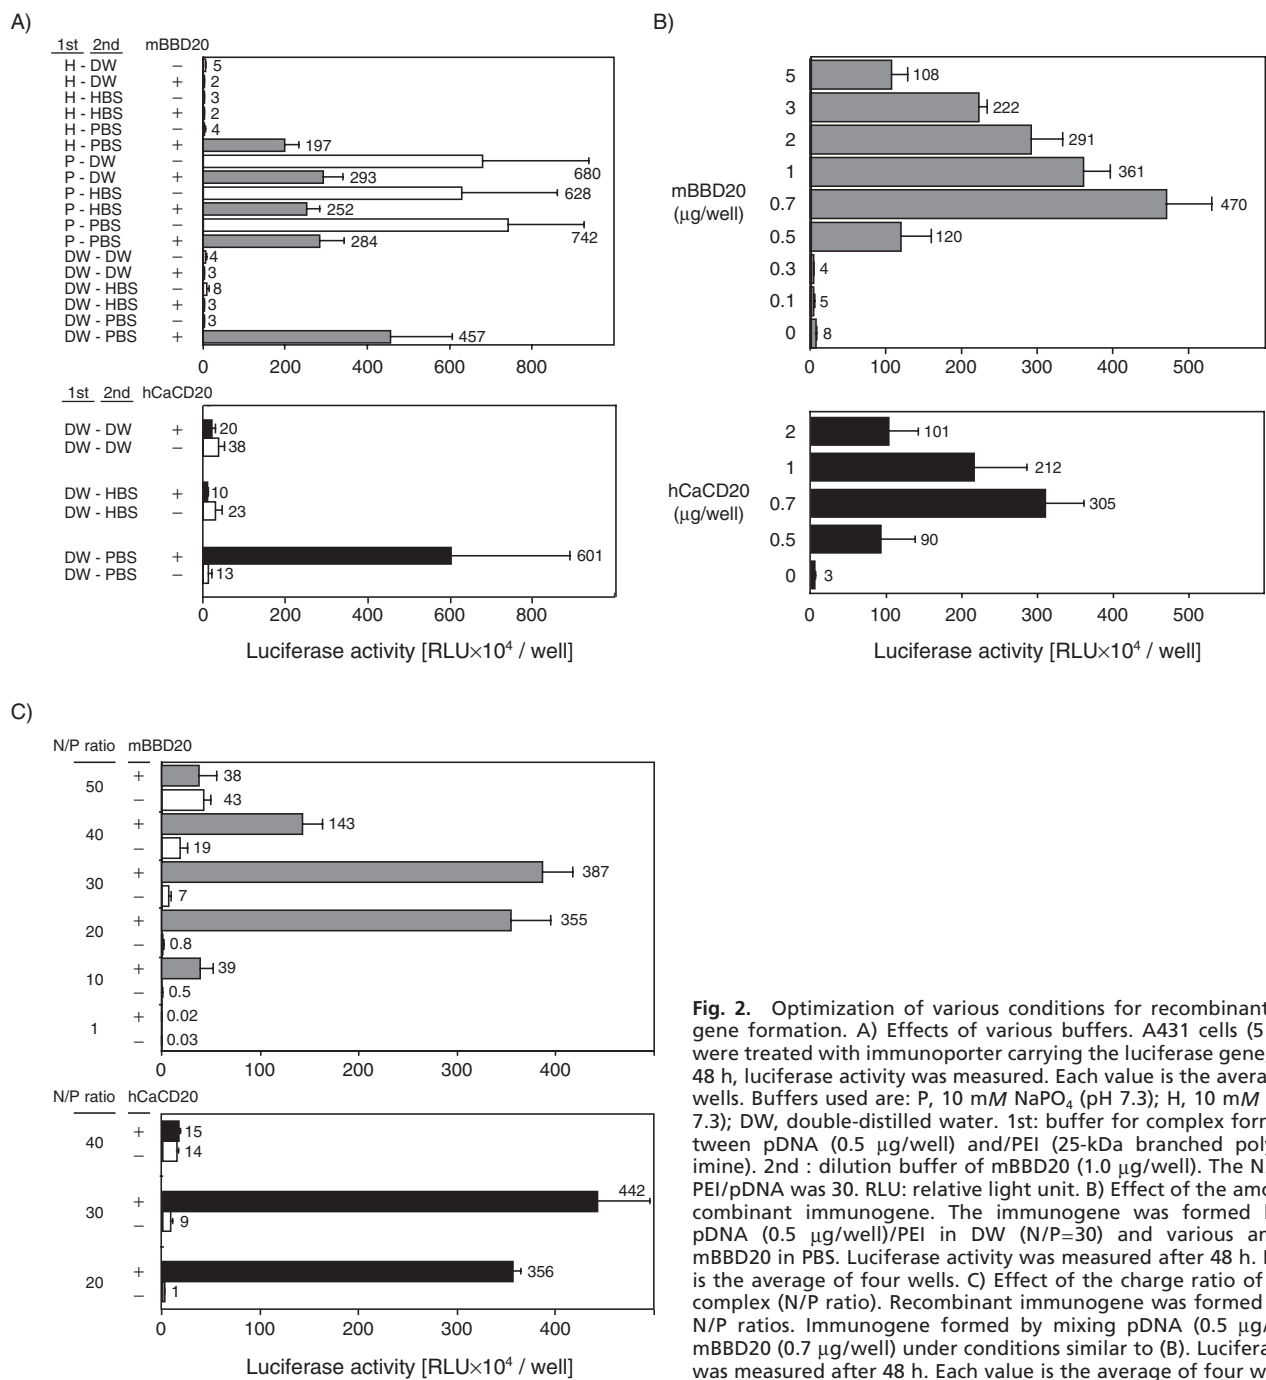 A)
1st 2nd mBBD20
H - DW − 5
H - DW + 2
H - HBS − 3
H - HBS + 2
H - PBS − 4
H - PBS + 197
P - DW − 680
P - DW + 293
P - HBS − 628
P - HBS + 252
P - PBS − 742
P - PBS + 284
DW - DW − 4
DW - DW + 3
DW - HBS − 8
DW - HBS + 3
DW - PBS − 3
DW - PBS + 457
0 200 400 600 800
1st 2nd hCaCD20
DW - DW + 20
DW - DW − 38
DW - HBS + 10
DW - HBS − 23
DW - PBS + 601
DW - PBS − 13
0 200 400 600 800
Luciferase activity [RLU×10⁴ / well]
B)
mBBD20
(μg/well)
5 108
3 222
2 291
1 361
0.7 470
0.5 120
0.3 4
0.1 5
0 8
0 100 200 300 400 500
hCaCD20
(μg/well)
2 101
1 212
0.7 305
0.5 90
0 3
0 100 200 300 400 500
Luciferase activity [RLU×10⁴ / well]
C)
N/P ratio mBBD20
50 + 38
− 43
40 + 143
− 19
30 + 387
− 7
20 + 355
− 0.8
10 + 39
− 0.5
1 + 0.02
− 0.03
0 100 200 300 400
N/P ratio hCaCD20
40 + 15
− 14
30 + 442
− 9
20 + 356
− 1
0 100 200 300 400
Luciferase activity [RLU×10⁴ / well]
Fig. 2. Optimization of various conditions for recombinant
gene formation. A) Effects of various buffers. A431 cells (5
were treated with immunoporter carrying the luciferase gene
48 h, luciferase activity was measured. Each value is the avera
wells. Buffers used are: P, 10 mM NaPO₄ (pH 7.3); H, 10 mM
7.3); DW, double-distilled water. 1st: buffer for complex form
tween pDNA (0.5 μg/well) and/PEI (25-kDa branched poly
imine). 2nd : dilution buffer of mBBD20 (1.0 μg/well). The N
PEI/pDNA was 30. RLU: relative light unit. B) Effect of the amo
combinant immunogene. The immunogene was formed
pDNA (0.5 μg/well)/PEI in DW (N/P=30) and various an
mBBD20 in PBS. Luciferase activity was measured after 48 h.
is the average of four wells. C) Effect of the charge ratio of
complex (N/P ratio). Recombinant immunogene was formed
N/P ratios. Immunogene formed by mixing pDNA (0.5 μg/
mBBD20 (0.7 μg/well) under conditions similar to (B). Lucifera
was measured after 48 h. Each value is the average of four w